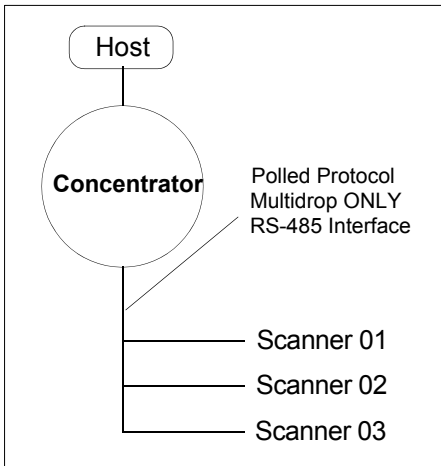 Host
Concentrator
Polled Protocol
Multidrop ONLY
RS-485 Interface
Scanner 01
Scanner 02
Scanner 03